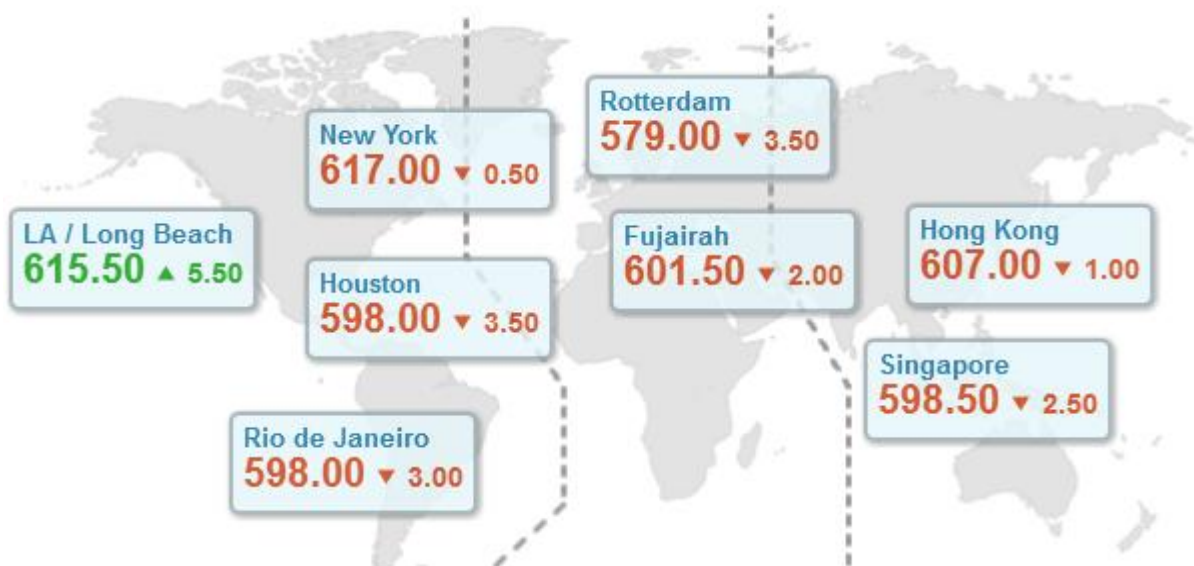 Rotterdam
579.00 ▼ 3.50
New York
617.00 ▼ 0.50
LA / Long Beach
615.50 ▲ 5.50
Fujairah
601.50 ▼ 2.00
Hong Kong
607.00 ▼ 1.00
Houston
598.00 ▼ 3.50
Singapore
598.50 ▼ 2.50
Rio de Janeiro
598.00 ▼ 3.00